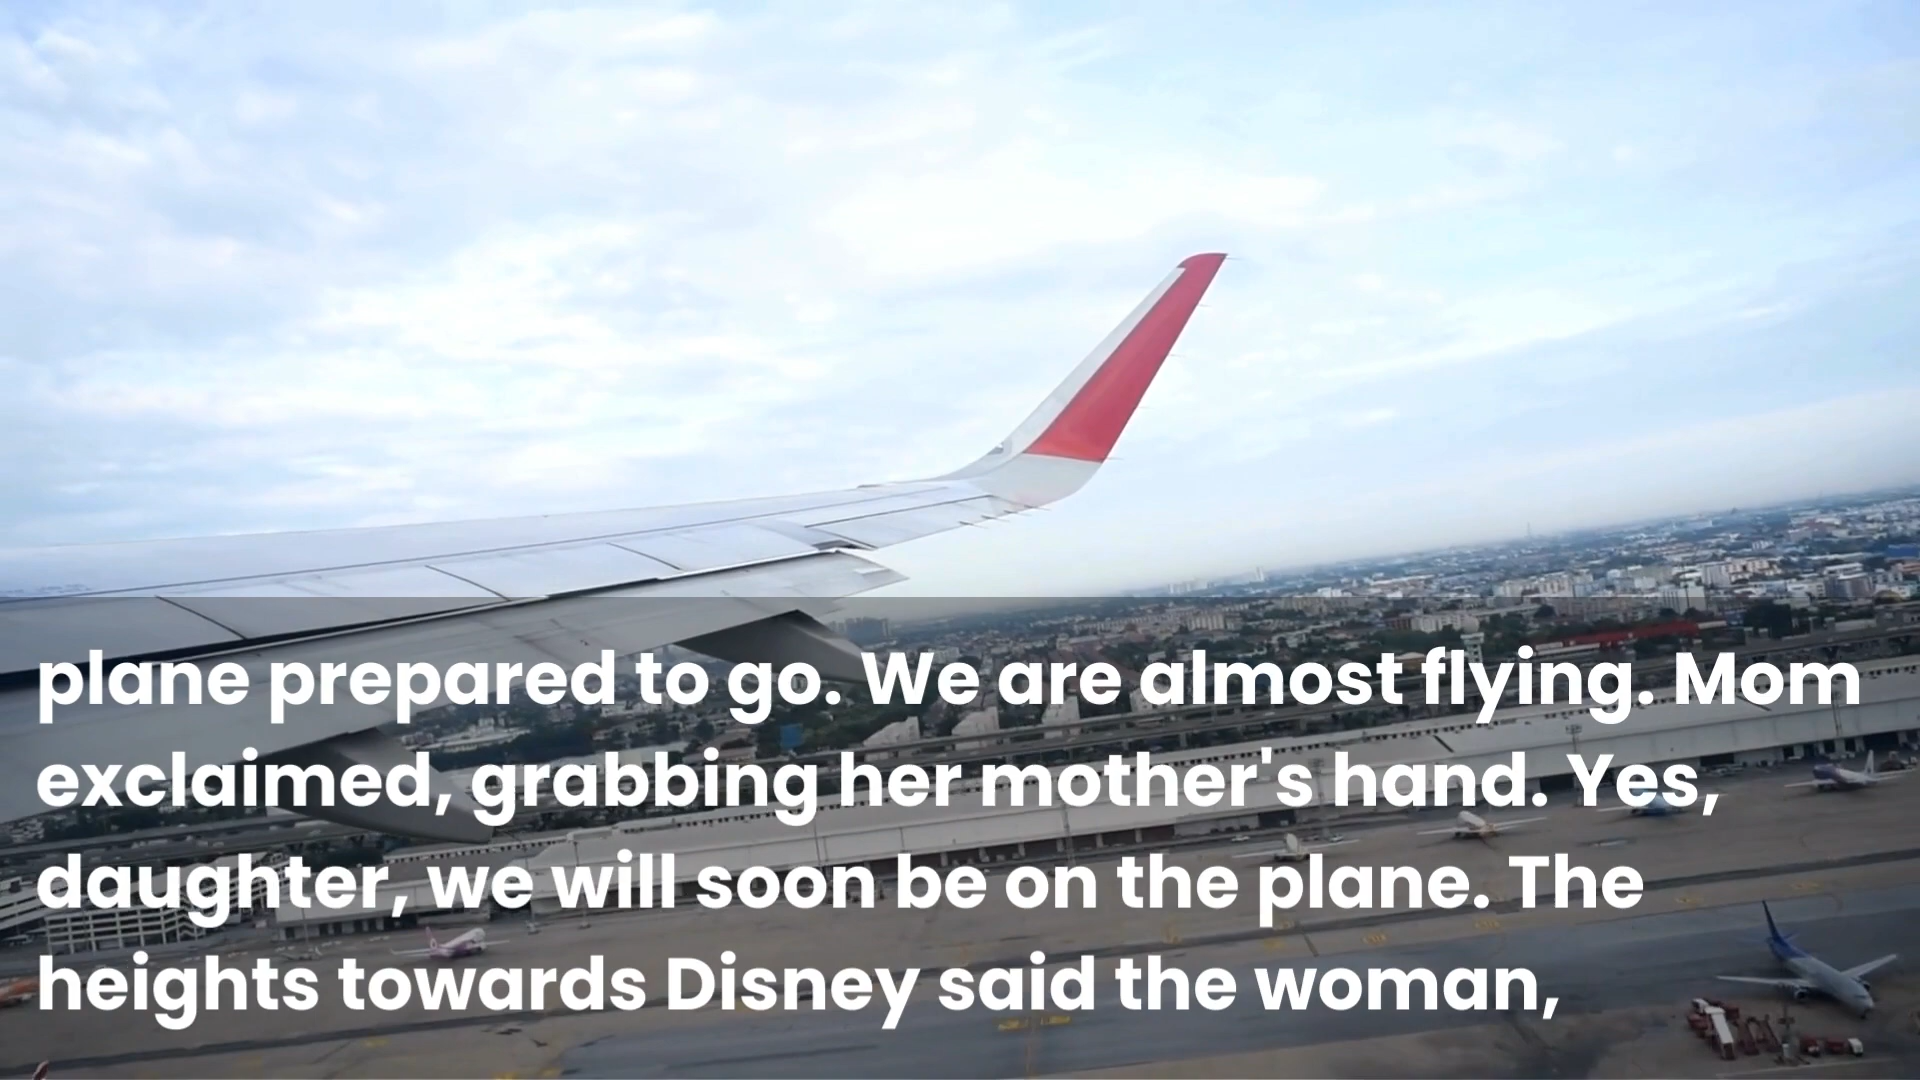 plane prepared to go. We are almost flying. Mom
exclaimed, grabbing her mother's hand. Yes,
daughter, we will soon be on the plane. The
heights towards Disney said the woman,